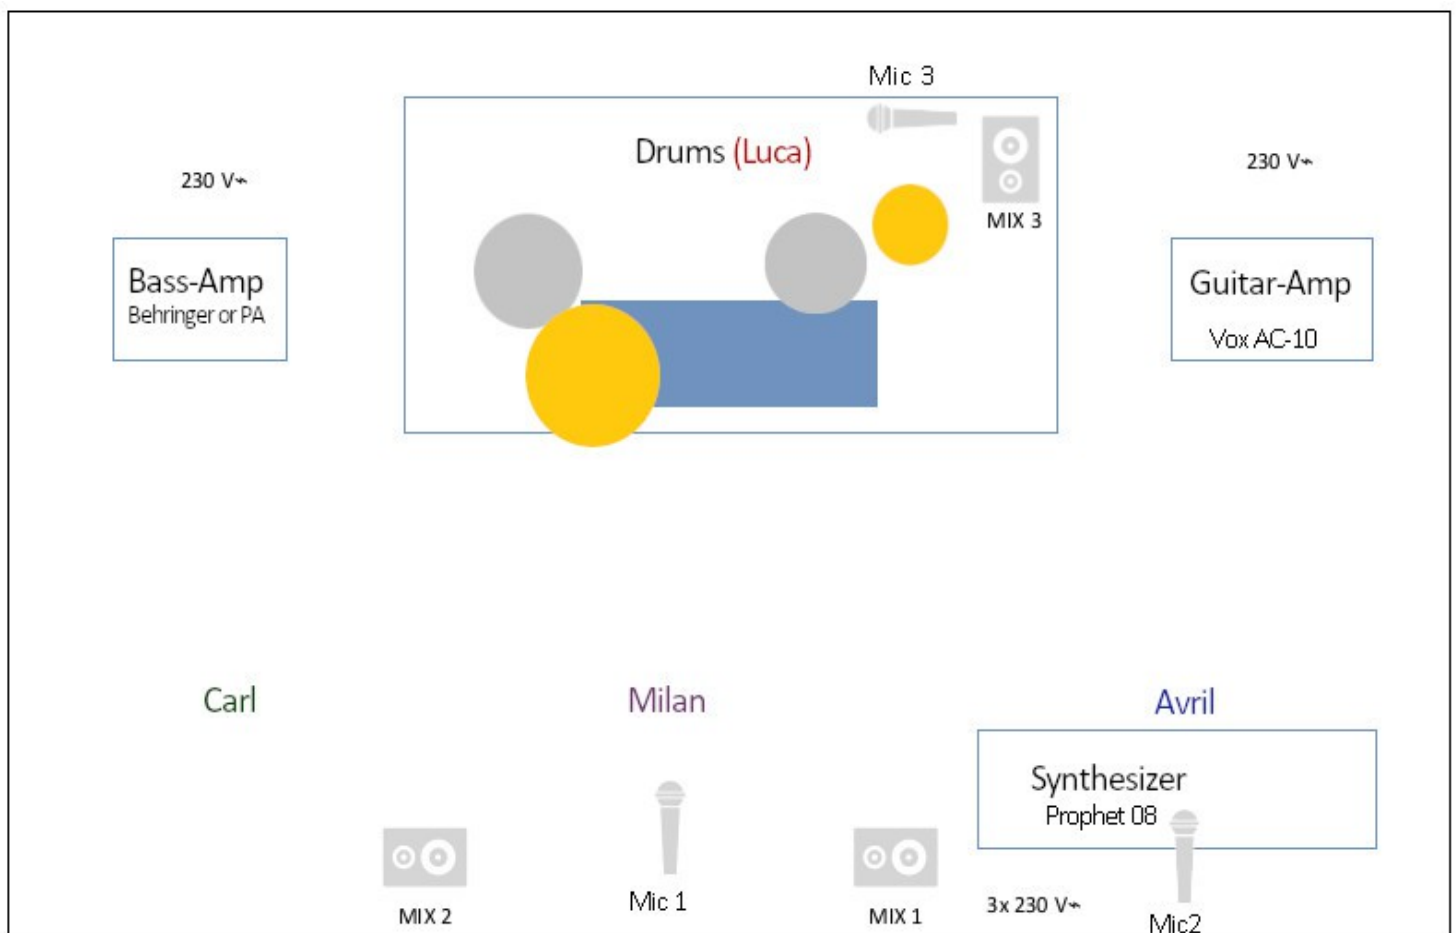 Mic 3
Drums (Luca)
230 V~
230 V~
MIX 3
Bass-Amp
Behringer or PA
Guitar-Amp
Vox AC-10
Carl
Milan
Avril
Synthesizer
Prophet 08
Mic 1
MIX 2
MIX 1
3x 230 V~
Mic2